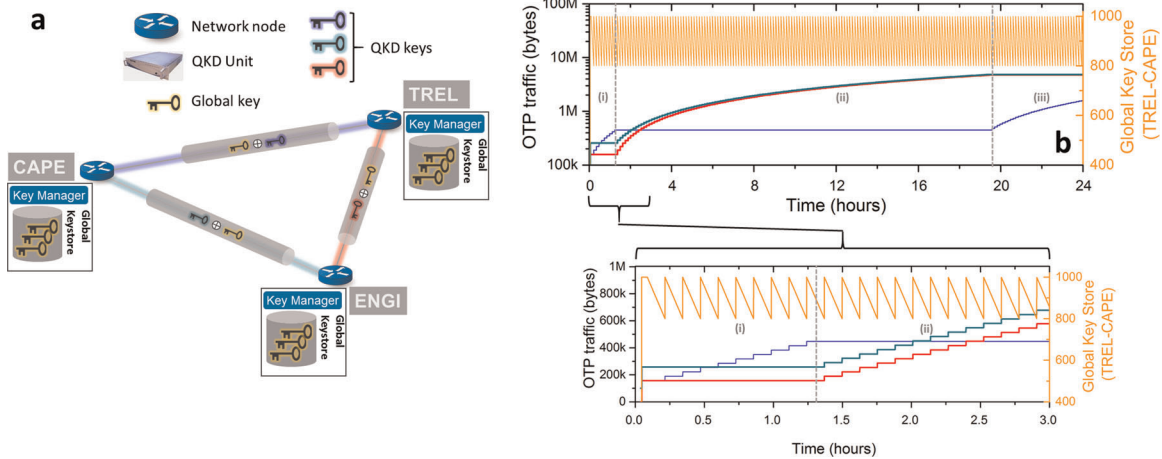 a
Network node
QKD Unit
Global key
QKD keys
TREL
Key Manager
Global
Keystore
CAPE
Key Manager
Global
Keystore
ENGI
Key Manager
Global
Keystore
b
OTP traffic (bytes)
100M
10M
1M
100k
(i)
(ii)
(iii)
1000
800
600
400
Global Key Store
(TREL-CAPE)
0 4 8 12 16 20 24
Time (hours)
OTP traffic (bytes)
1M
800k
600k
400k
200k
0
(i)
(ii)
1000
800
600
400
Global Key Store
(TREL-CAPE)
0.0 0.5 1.0 1.5 2.0 2.5 3.0
Time (hours)